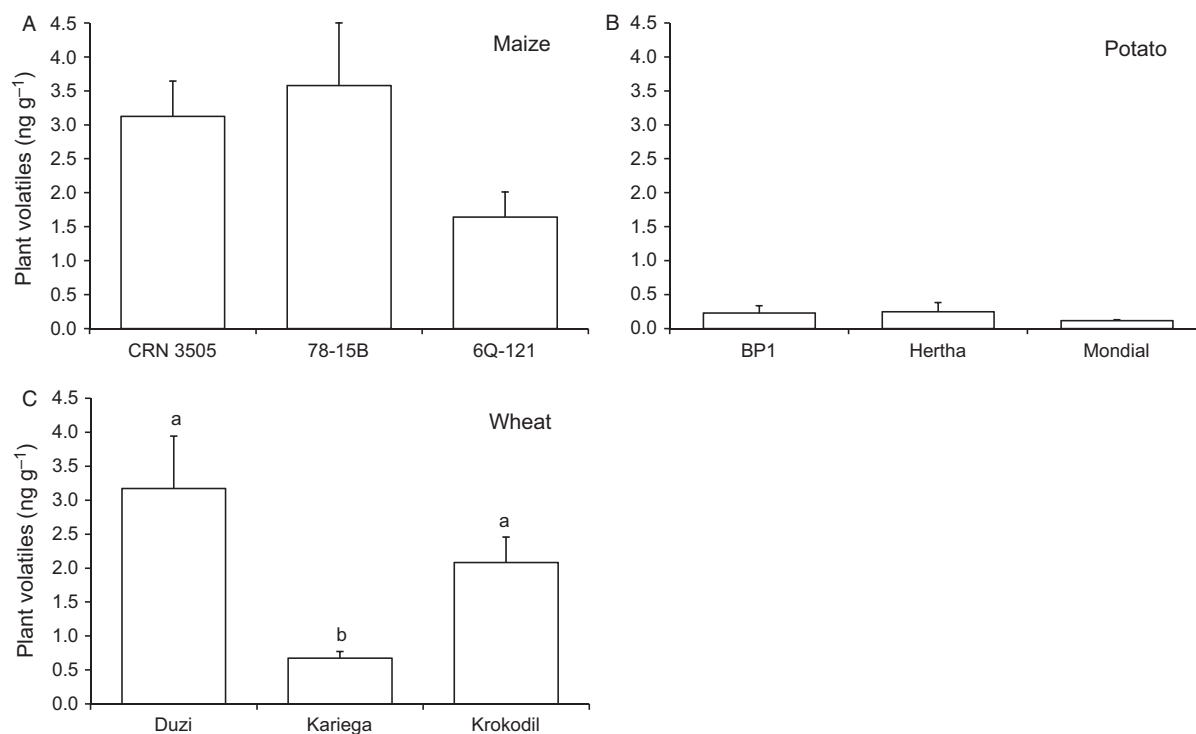 A
Maize
Plant volatiles (ng g⁻¹)
4.5
4.0
3.5
3.0
2.5
2.0
1.5
1.0
0.5
0.0
CRN 3505 78-15B 6Q-121
B
Potato
4.5
4.0
3.5
3.0
2.5
2.0
1.5
1.0
0.5
0.0
BP1 Hertha Mondial
C
Wheat
Plant volatiles (ng g⁻¹)
4.5
4.0
3.5
3.0
2.5
2.0
1.5
1.0
0.5
0.0
a
b
a
Duzi Kariega Krokodil